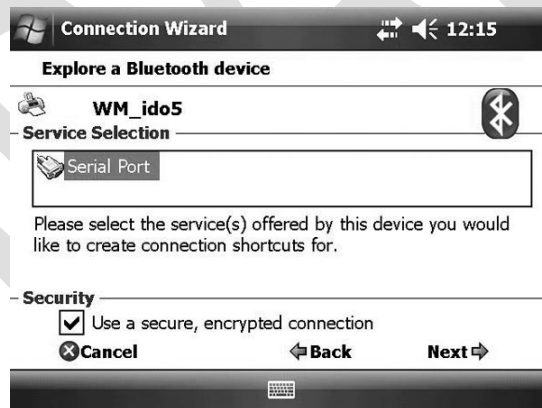 Connection Wizard 12:15
Explore a Bluetooth device
WM_ido5
Service Selection
Serial Port
Please select the service(s) offered by this device you would
like to create connection shortcuts for.
Security
Use a secure, encrypted connection
Cancel Back Next